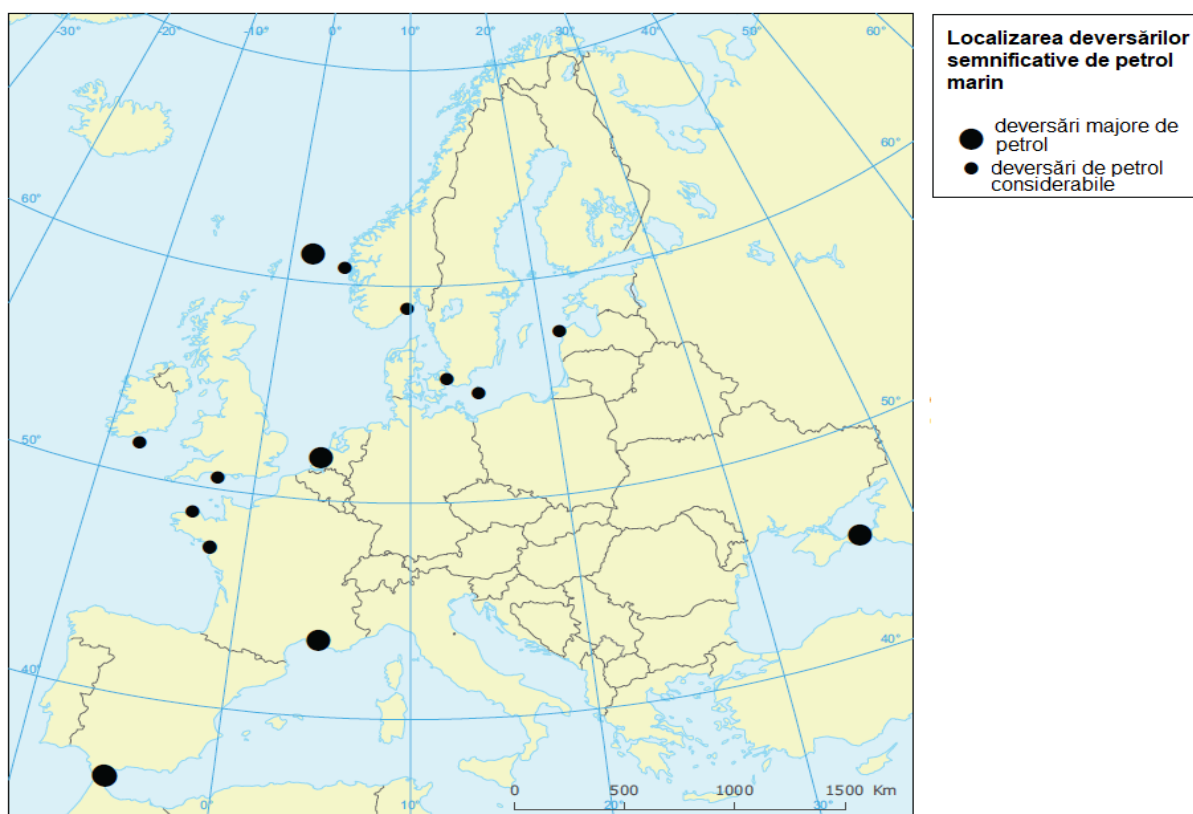 -30°
-20°
-10°
0°
10°
20°
30°
40°
50°
60°
60°
60°
50°
50°
40°
40°
0°
10°
20°
30°
0 500 1000 1500 Km
Localizarea deversărilor
semnificative de petrol
marin
deversări majore de
petrol
deversări de petrol
considerabile